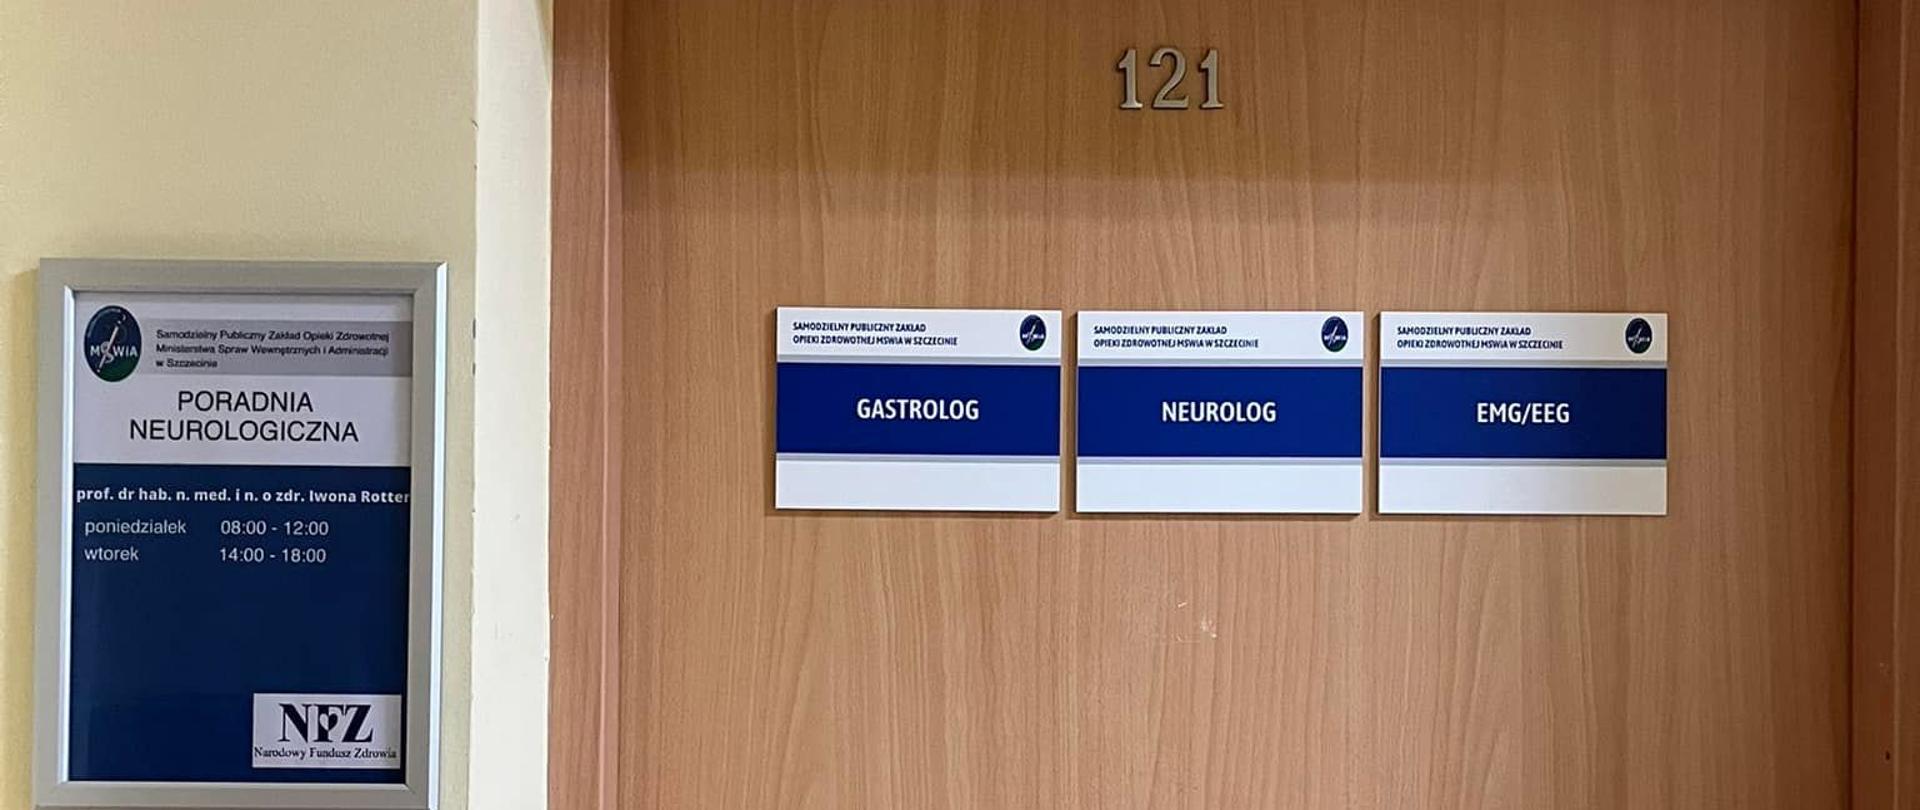 121
MSWiA
Samodzielny Publiczny Zakład Opieki Zdrowotnej
Ministerstwa Spraw Wewnętrznych i Administracji
w Szczecinie
PORADNIA
NEUROLOGICZNA
prof. dr hab. n. med. i n. o zdr. Iwona Rotter
poniedziałek 08:00 - 12:00
wtorek 14:00 - 18:00
NFZ
Narodowy Fundusz Zdrowia
SAMODZIELNY PUBLICZNY ZAKŁAD
OPIEKI ZDROWOTNEJ MSWIA W SZCZECINIE
GASTROLOG
SAMODZIELNY PUBLICZNY ZAKŁAD
OPIEKI ZDROWOTNEJ MSWIA W SZCZECINIE
NEUROLOG
SAMODZIELNY PUBLICZNY ZAKŁAD
OPIEKI ZDROWOTNEJ MSWIA W SZCZECINIE
EMG/EEG